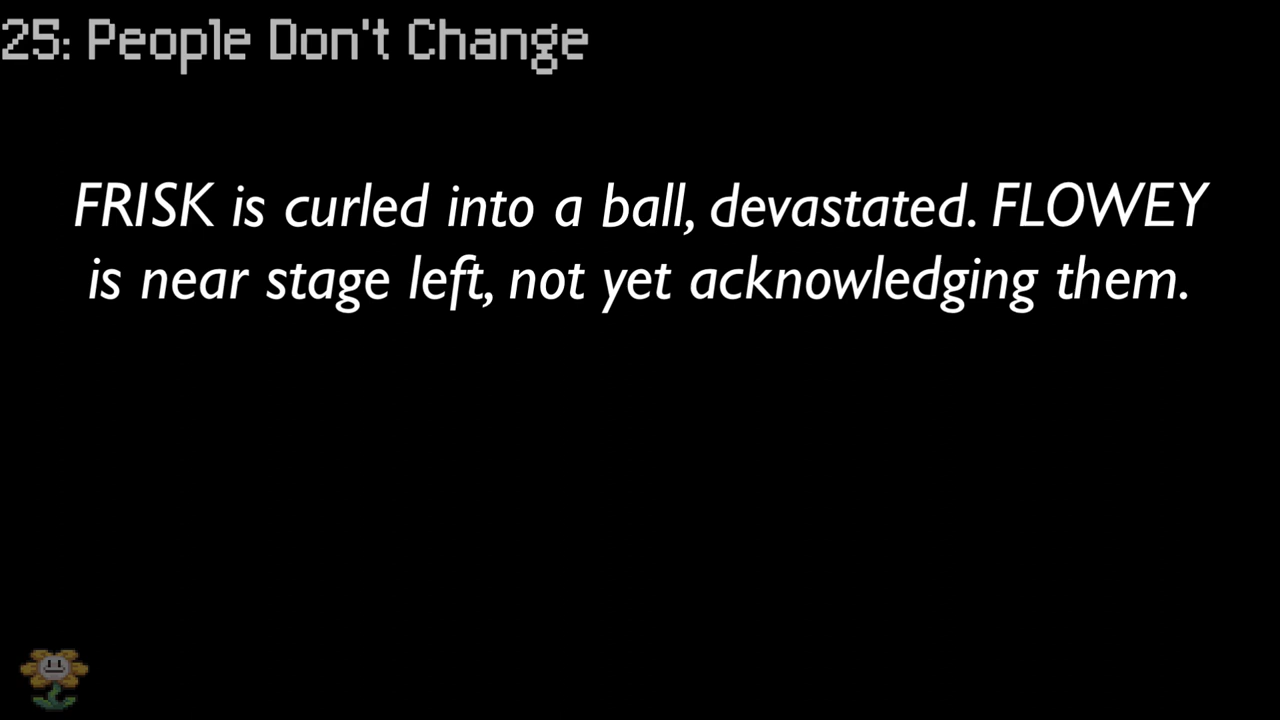 25: People Don't Change
FRISK is curled into a ball, devastated. FLOWEY
is near stage left, not yet acknowledging them.